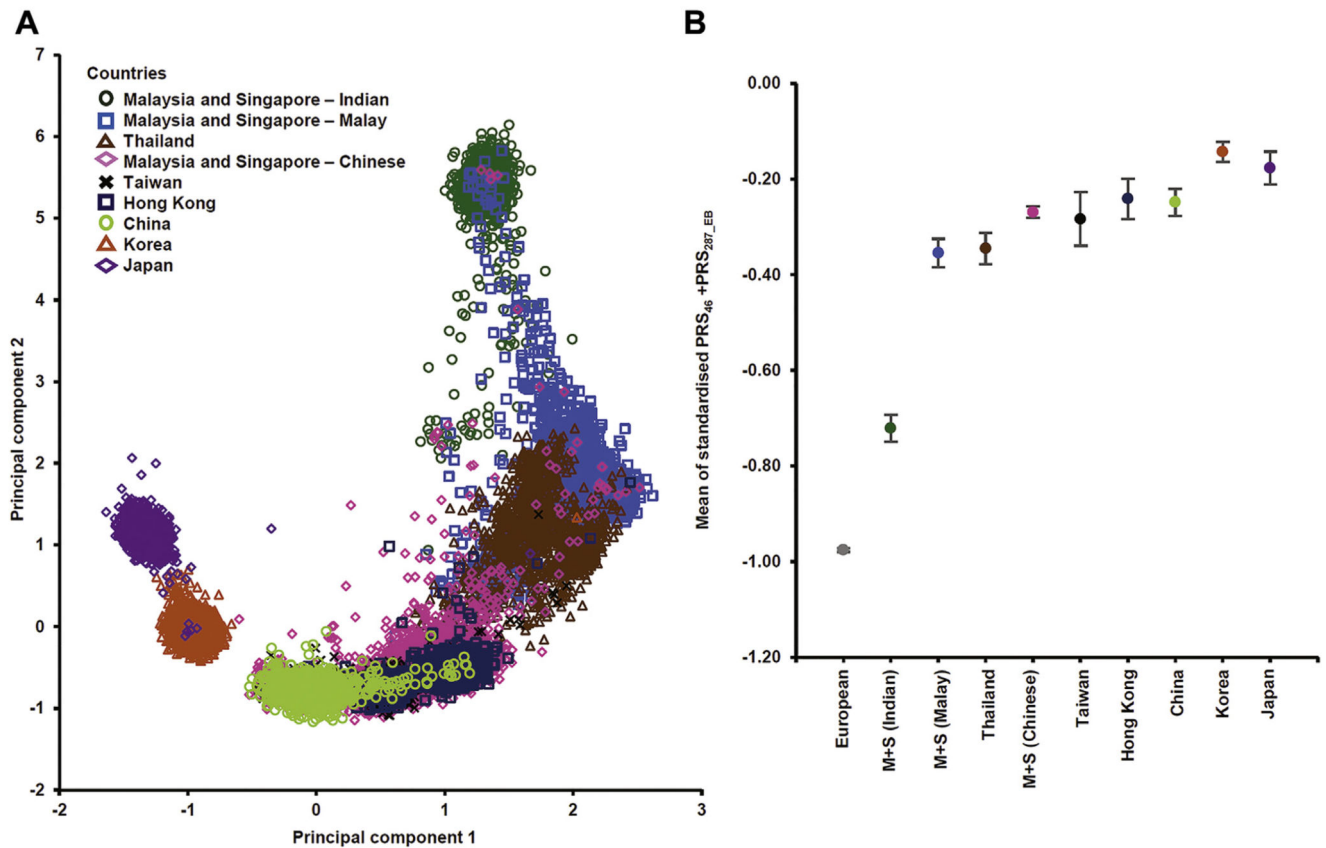 A
7
6
5
4
3
2
1
0
-1
-2
-2
-1
0
1
2
3
Principal component 2
Principal component 1
Countries
Malaysia and Singapore – Indian
Malaysia and Singapore – Malay
Thailand
Malaysia and Singapore – Chinese
Taiwan
Hong Kong
China
Korea
Japan
B
0.00
-0.20
-0.40
-0.60
-0.80
-1.00
-1.20
Mean of standardised PRS46 +PRS287_EB
European
M+S (Indian)
M+S (Malay)
Thailand
M+S (Chinese)
Taiwan
Hong Kong
China
Korea
Japan